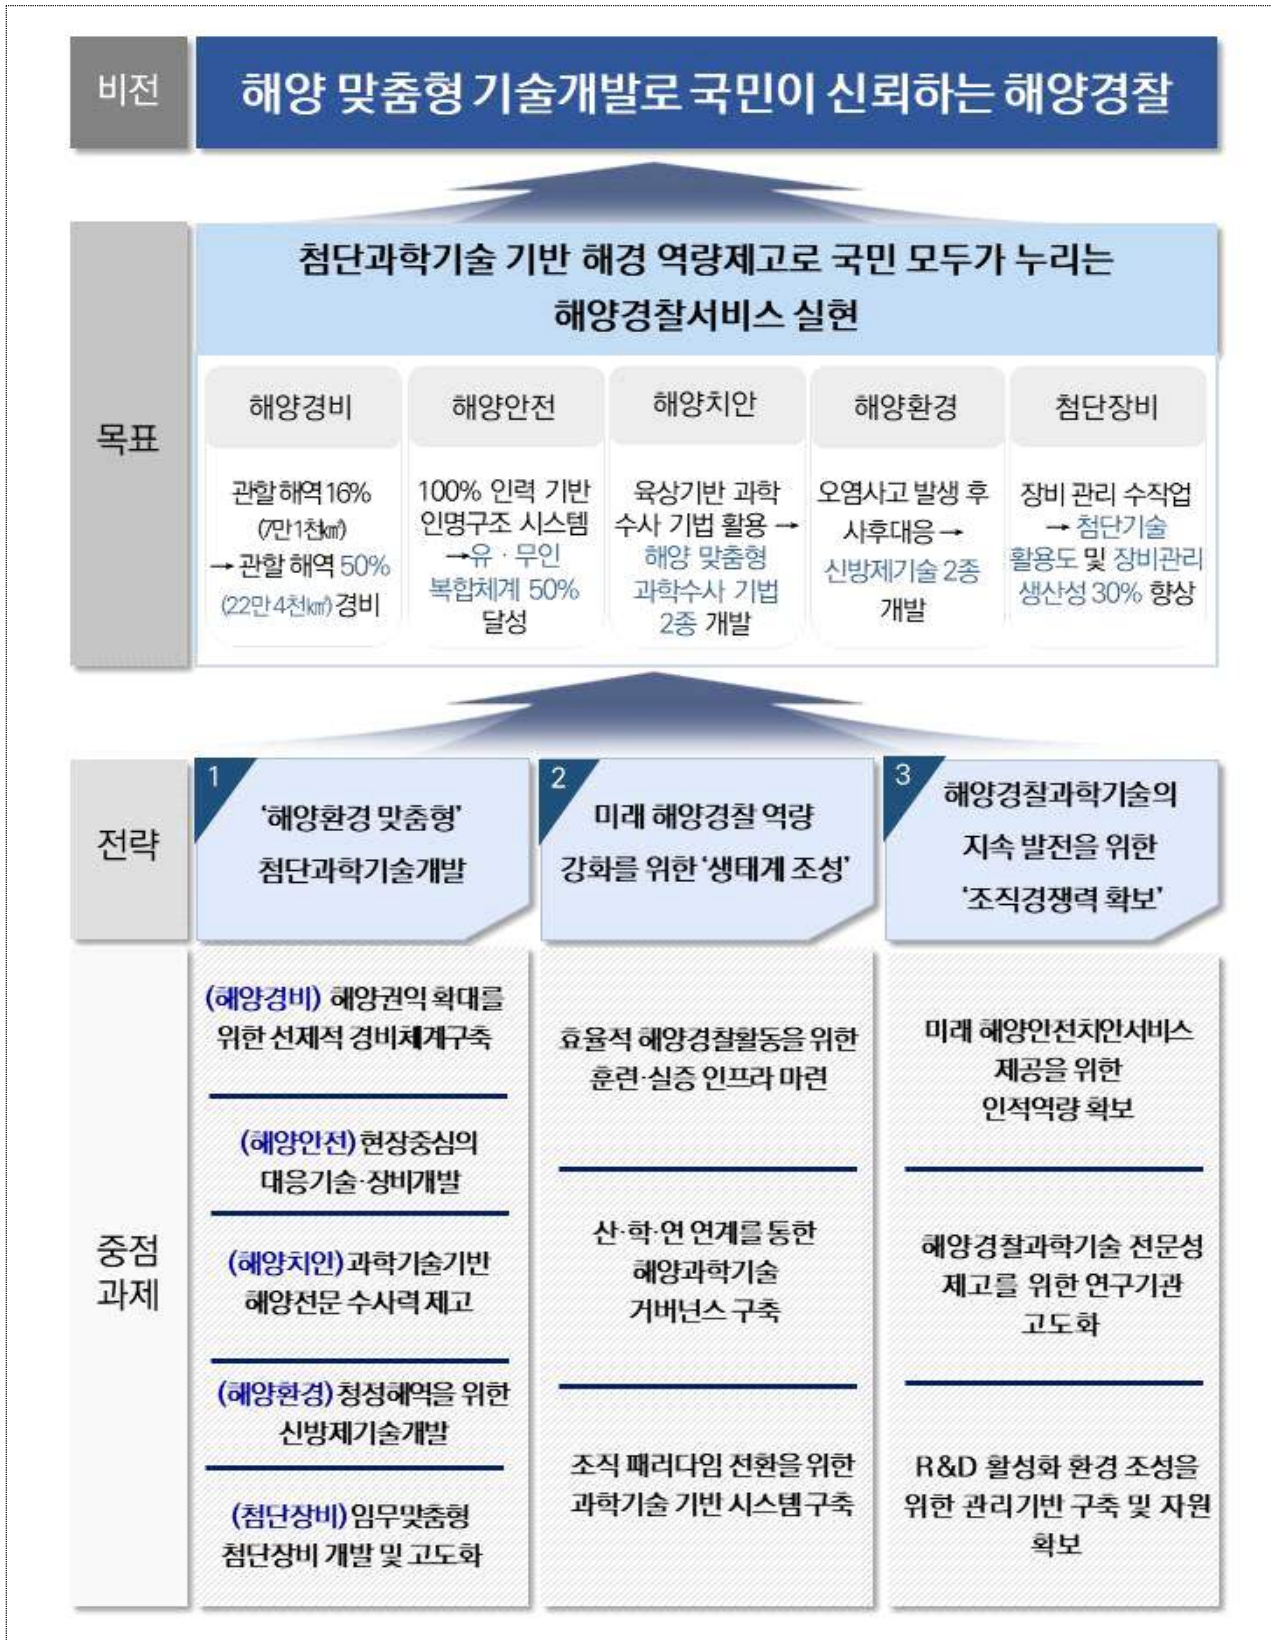 비전
해양 맞춤형 기술개발로 국민이 신뢰하는 해양경찰
목표
첨단과학기술 기반 해경 역량제고로 국민 모두가 누리는
해양경찰서비스 실현
해양경비
관할 해역 16%
(7만 1천㎢)
→ 관할 해역 50%
(22만 4천㎢) 경비
해양안전
100% 인력 기반
인명구조 시스템
→유 · 무인
복합체계 50%
달성
해양치안
육상기반 과학
수사 기법 활용 →
해양 맞춤형
과학수사 기법
2종 개발
해양환경
오염사고 발생 후
사후대응 →
신방제기술 2종
개발
첨단장비
장비 관리 수작업
→ 첨단기술
활용도 및 장비관리
생산성 30% 향상
전략
1
‘해양환경 맞춤형’
첨단과학기술개발
2
미래 해양경찰 역량
강화를 위한 ‘생태계 조성’
3
해양경찰과학기술의
지속 발전을 위한
‘조직경쟁력 확보’
중점
과제
(해양경비) 해양권익 확대를
위한 선제적 경비체계구축
(해양안전) 현장중심의
대응기술·장비개발
(해양치안) 과학기술기반
해양전문 수사력 제고
(해양환경) 청정해역을 위한
신방제기술개발
(첨단장비) 임무맞춤형
첨단장비 개발 및 고도화
효율적 해양경찰활동을 위한
훈련·실증 인프라 마련
산·학·연 연계를 통한
해양과학기술
거버넌스 구축
조직 패러다임 전환을 위한
과학기술 기반 시스템 구축
미래 해양안전치안서비스
제공을 위한
인적역량 확보
해양경찰과학기술 전문성
제고를 위한 연구기관
고도화
R&D 활성화 환경 조성을
위한 관리기반 구축 및 자원
확보